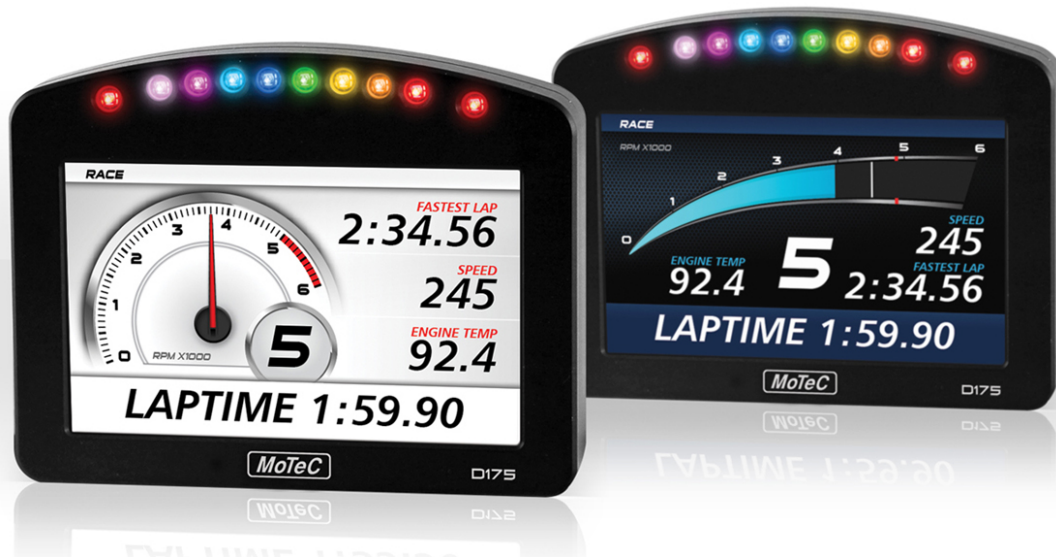 RACE
FASTEST LAP
2:34.56
SPEED
245
ENGINE TEMP
92.4
0
1
2
3
4
5
6
RPM X1000
5
LAPTIME 1:59.90
MoTeC
D175
RACE
RPM X1000
0
1
2
3
4
5
6
SPEED
245
ENGINE TEMP
92.4
5
FASTEST LAP
2:34.56
LAPTIME 1:59.90
MoTeC
D175